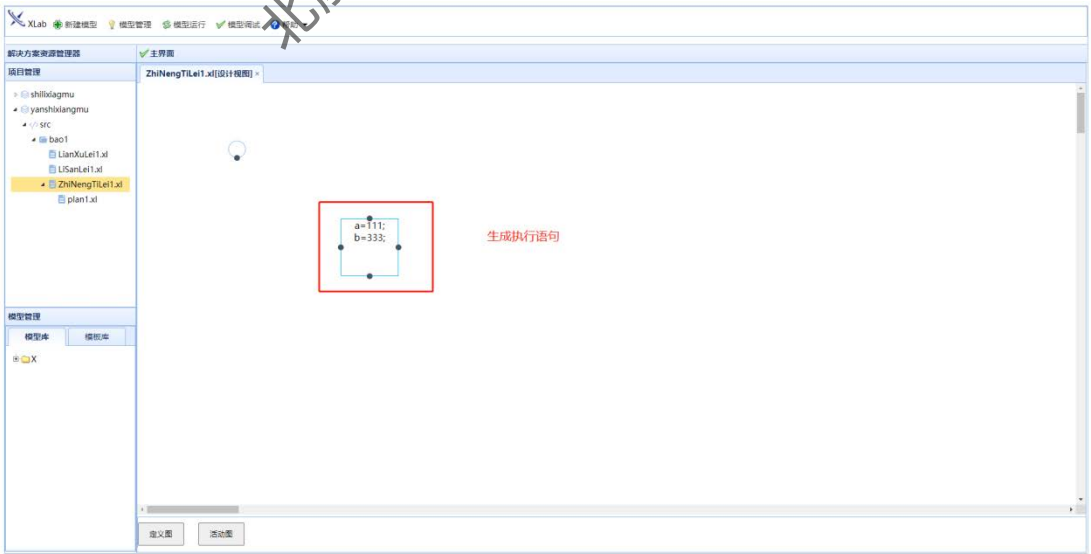 XLab 新建模型 模型管理 模型运行 模型调试 帮助
解决方案资源管理器
主界面
项目管理
ZhiNengTiLei1.xl[设计视图] ×
shilixiagmu
yanshixiangmu
src
bao1
LianXuLei1.xl
LiSanLei1.xl
ZhiNengTiLei1.xl
plan1.xl
a=111;
b=333;
生成执行语句
模型管理
模型库 模板库
X
定义图 活动图